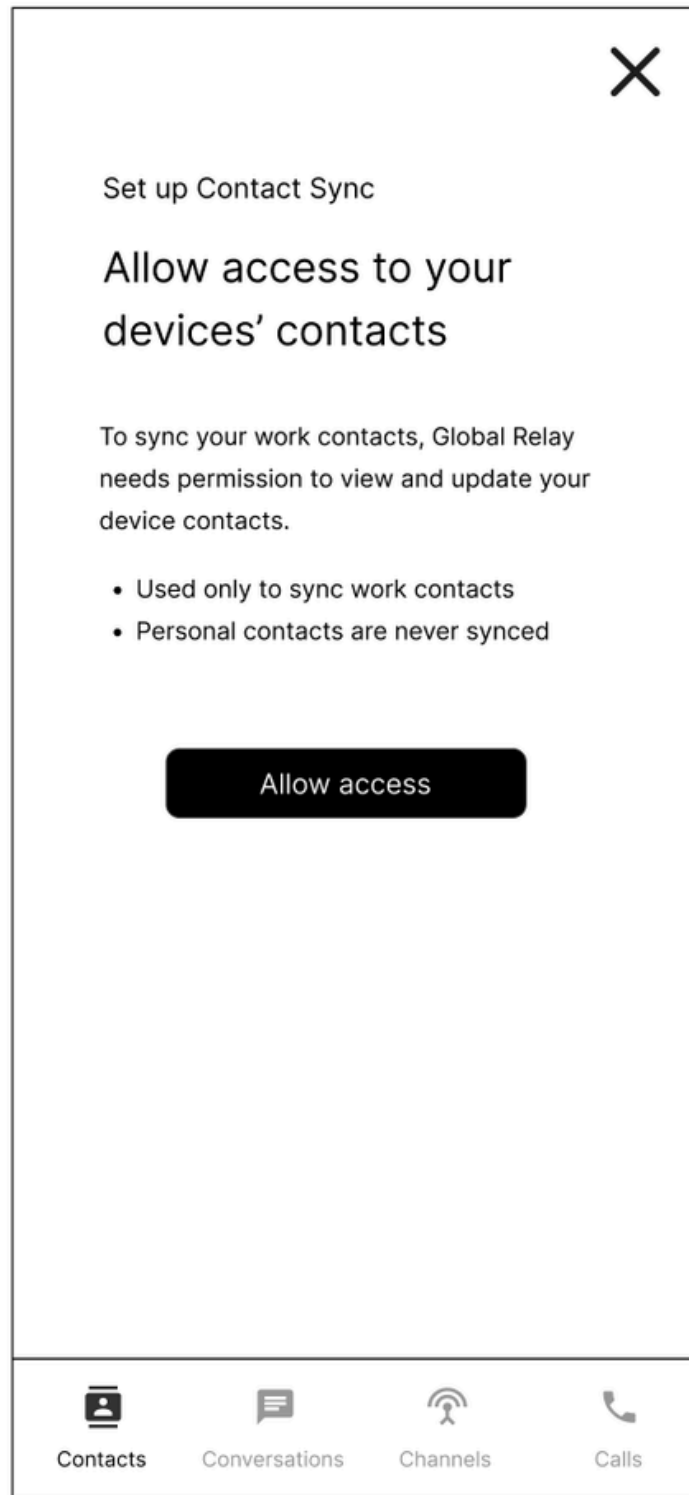 Set up Contact Sync
Allow access to your
devices’ contacts
To sync your work contacts, Global Relay
needs permission to view and update your
device contacts.
• Used only to sync work contacts
• Personal contacts are never synced
Allow access
Contacts Conversations Channels Calls